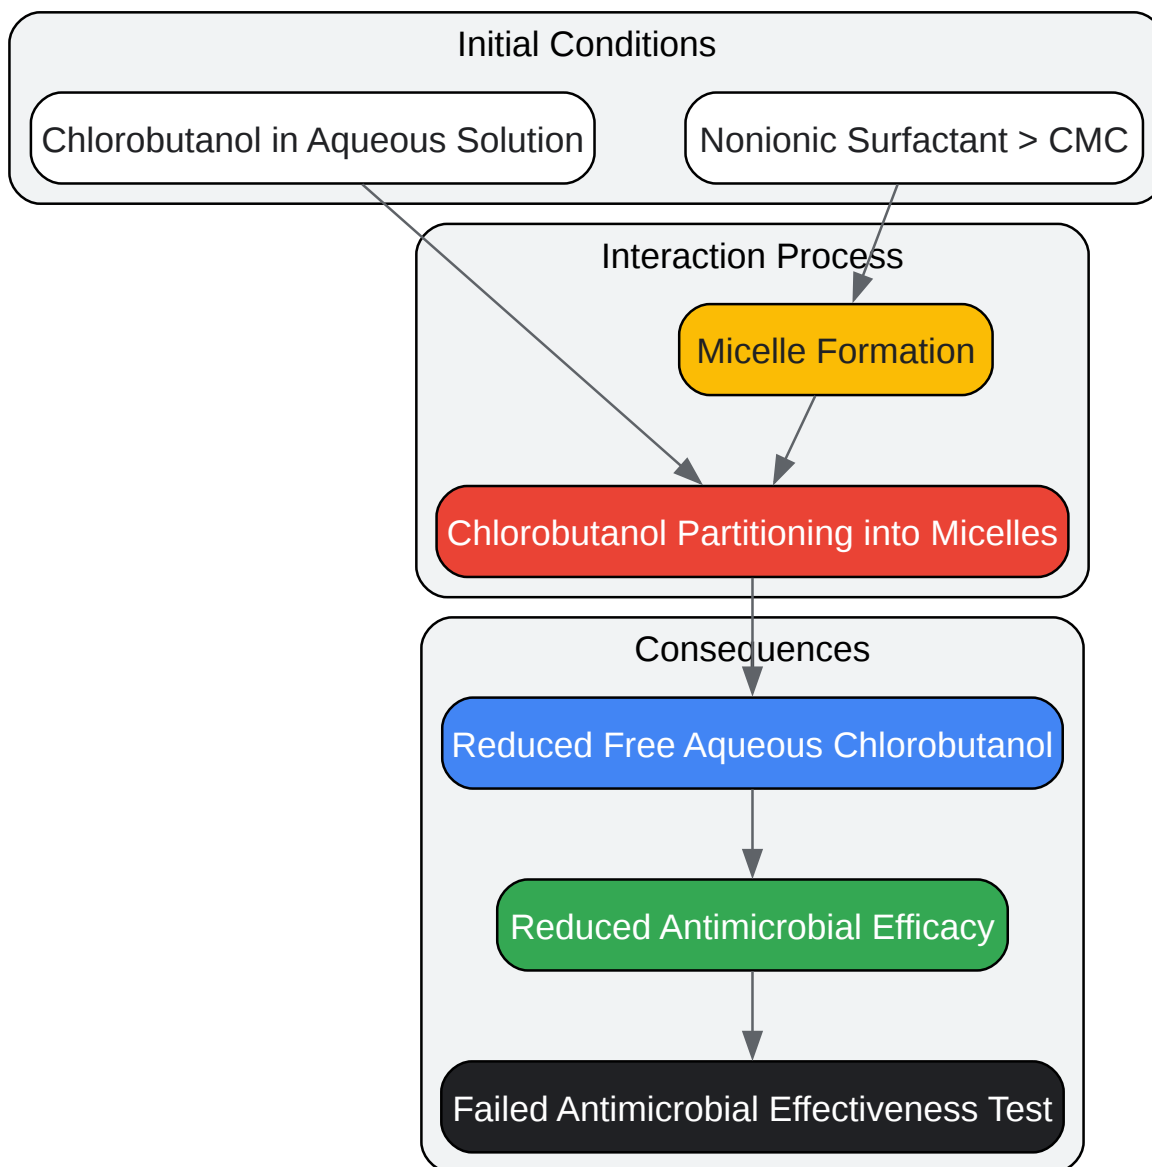 Initial Conditions
Chlorobutanol in Aqueous Solution
Nonionic Surfactant > CMC
Interaction Process
Micelle Formation
Chlorobutanol Partitioning into Micelles
Consequences
Reduced Free Aqueous Chlorobutanol
Reduced Antimicrobial Efficacy
Failed Antimicrobial Effectiveness Test